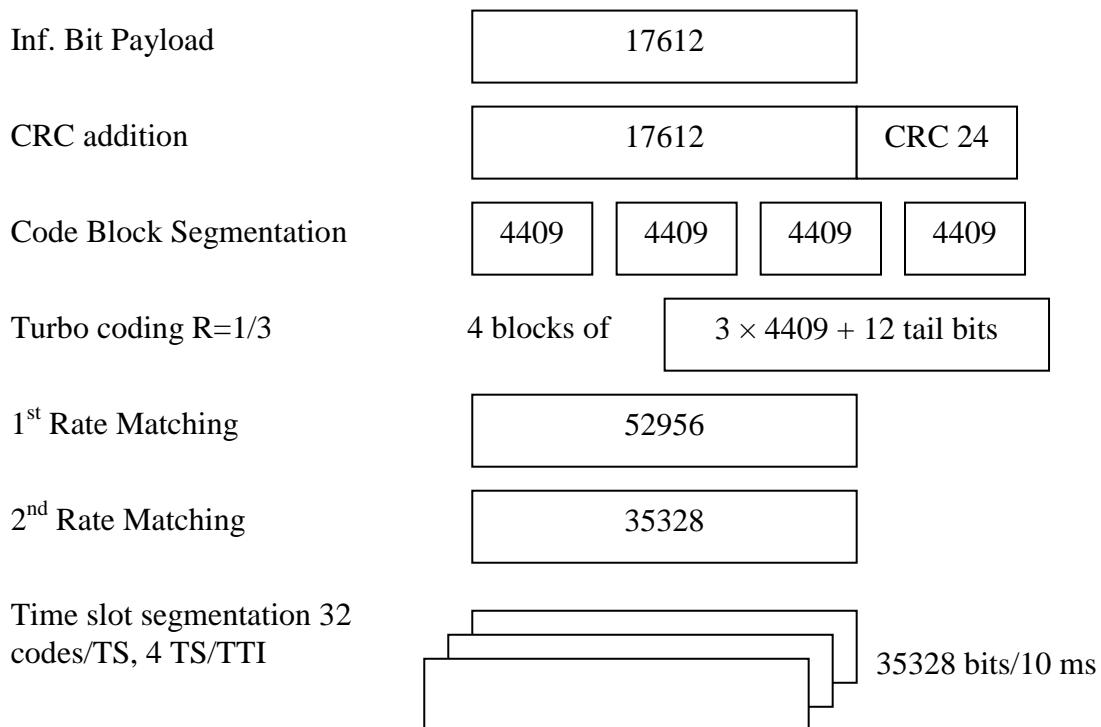 Inf. Bit Payload 17612
CRC addition 17612 CRC 24
Code Block Segmentation 4409 4409 4409 4409
Turbo coding R=1/3 4 blocks of 3 × 4409 + 12 tail bits
1st Rate Matching 52956
2nd Rate Matching 35328
Time slot segmentation 32
codes/TS, 4 TS/TTI
35328 bits/10 ms